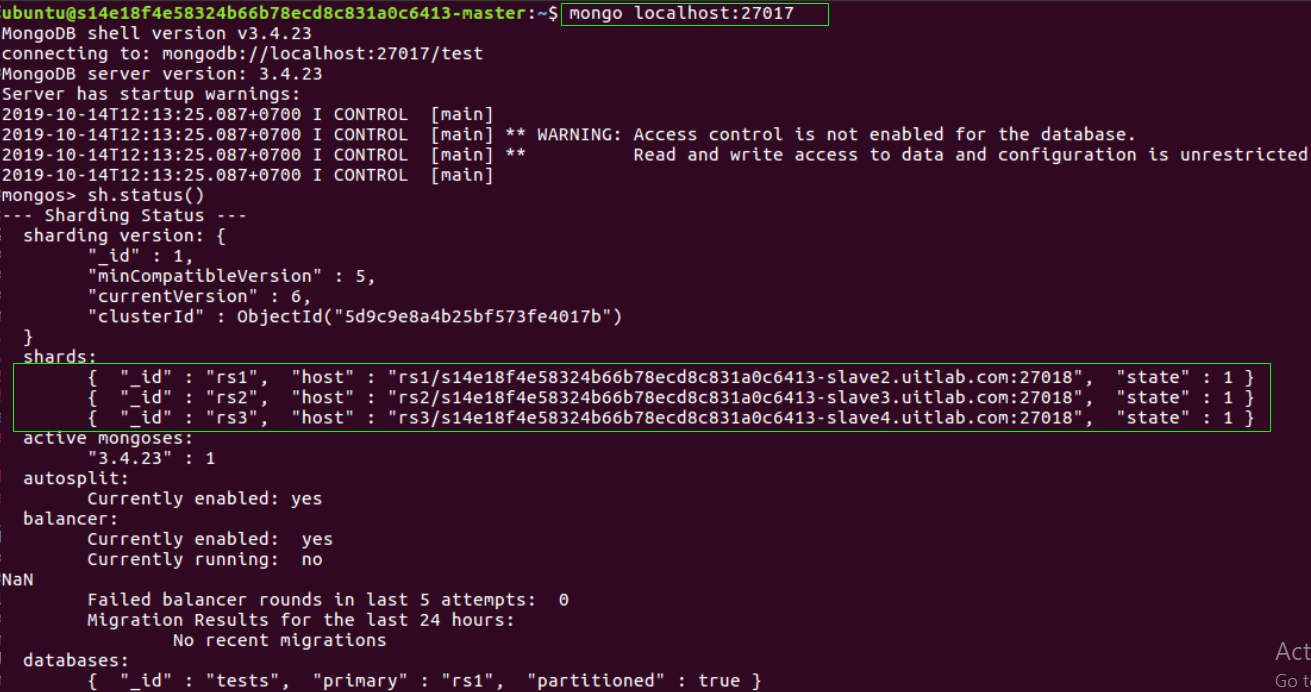 ubuntu@s14e18f4e58324b66b78ecd8c831a0c6413-master:~$ mongo localhost:27017
MongoDB shell version v3.4.23
connecting to: mongodb://localhost:27017/test
MongoDB server version: 3.4.23
Server has startup warnings:
2019-10-14T12:13:25.087+0700 I CONTROL  [main]
2019-10-14T12:13:25.087+0700 I CONTROL  [main] ** WARNING: Access control is not enabled for the database.
2019-10-14T12:13:25.087+0700 I CONTROL  [main] **          Read and write access to data and configuration is unrestricted
2019-10-14T12:13:25.087+0700 I CONTROL  [main]
mongos> sh.status()
--- Sharding Status ---
  sharding version: {
        "_id" : 1,
        "minCompatibleVersion" : 5,
        "currentVersion" : 6,
        "clusterId" : ObjectId("5d9c9e8a4b25bf573fe4017b")
  }
  shards:
        {  "_id" : "rs1",  "host" : "rs1/s14e18f4e58324b66b78ecd8c831a0c6413-slave2.uitlab.com:27018",  "state" : 1 }
        {  "_id" : "rs2",  "host" : "rs2/s14e18f4e58324b66b78ecd8c831a0c6413-slave3.uitlab.com:27018",  "state" : 1 }
        {  "_id" : "rs3",  "host" : "rs3/s14e18f4e58324b66b78ecd8c831a0c6413-slave4.uitlab.com:27018",  "state" : 1 }
  active mongoses:
        "3.4.23" : 1
  autosplit:
        Currently enabled: yes
  balancer:
        Currently enabled:  yes
        Currently running:  no
NaN
        Failed balancer rounds in last 5 attempts:  0
        Migration Results for the last 24 hours:
                No recent migrations
  databases:
        {  "_id" : "tests",  "primary" : "rs1",  "partitioned" : true }
Act
Go t